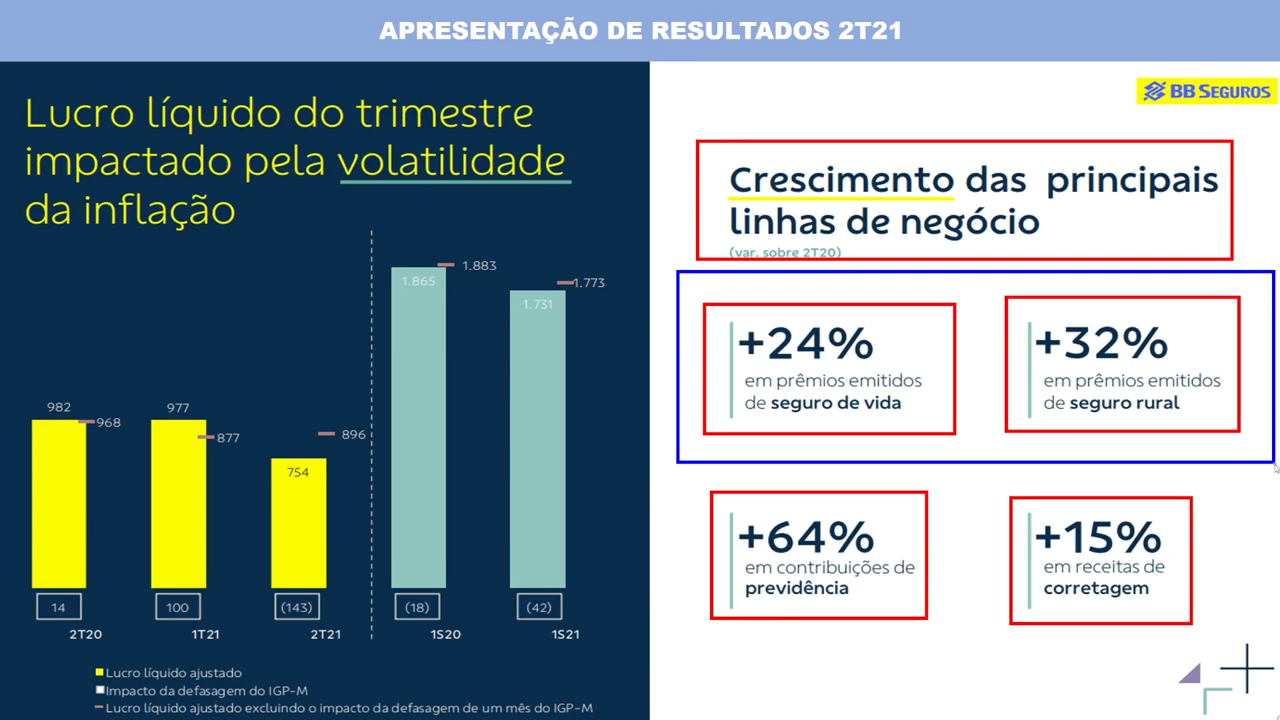 APRESENTAÇÃO DE RESULTADOS 2T21
Lucro líquido do trimestre
impactado pela volatilidade
da inflação
982
968
14
2T20
977
877
100
1T21
896
754
(143)
2T21
1.883
1.865
(18)
1S20
1.773
1.731
(42)
1S21
Lucro líquido ajustado
Impacto da defasagem do IGP-M
Lucro líquido ajustado excluindo o impacto da defasagem de um mês do IGP-M
BB SEGUROS
Crescimento das principais
linhas de negócio
(var. sobre 2T20)
+24%
em prêmios emitidos
de seguro de vida
+32%
em prêmios emitidos
de seguro rural
+64%
em contribuições de
previdência
+15%
em receitas de
corretagem